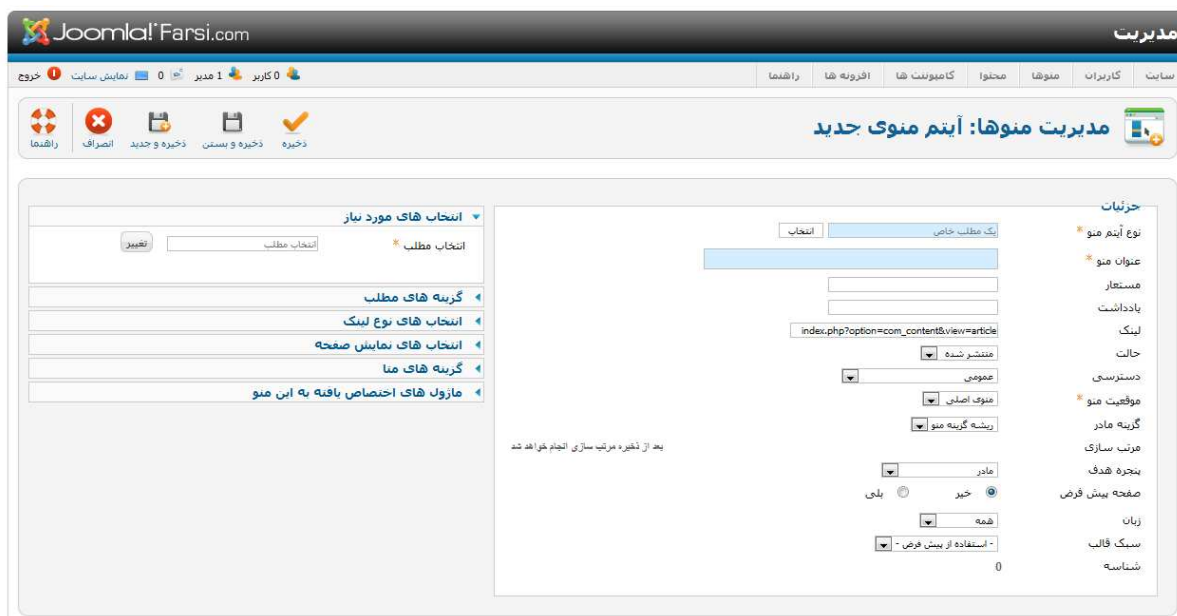 Joomla! Farsi.com
مدیریت
سایت کاربران منوها محتوا کامپوننت ها افزونه ها راهنما
0 کاربر 1 مدیر 0 نمایش سایت خروج
مدیریت منوها: آیتم منوی جدید
ذخیره ذخیره و بستن ذخیره و جدید انصراف راهنما
جزئیات
نوع آیتم منو * یک مطلب خاص انتخاب
عنوان منو *
مستعار
یادداشت
لینک index.php?option=com_content&view=article
حالت منتشر شده
دسترسی عمومی
موقعیت منو * منوی اصلی
گزینه مادر ریشه گزینه منو
مرتب سازی بعد از ذخیره مرتب سازی انجام خواهد شد
پنجره هدف مادر
صفحه پیش فرض خیر بلی
زبان همه
سبک قالب - استفاده از پیش فرض -
شناسه 0
انتخاب های مورد نیاز
انتخاب مطلب * انتخاب مطلب تغییر
گزینه های مطلب
انتخاب های نوع لینک
انتخاب های نمایش صفحه
گزینه های متا
ماژول های اختصاص یافته به این منو